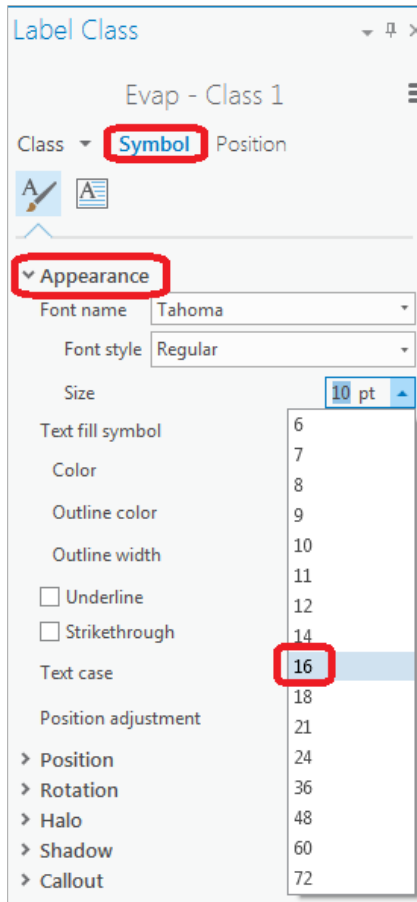 Label Class
Evap - Class 1
Class Symbol Position
A A
Appearance
Font name Tahoma
Font style Regular
Size 10 pt
Text fill symbol
Color
Outline color
Outline width
Underline
Strikethrough
Text case
Position adjustment
Position
Rotation
Halo
Shadow
Callout
6
7
8
9
10
11
12
14
16
18
21
24
36
48
60
72